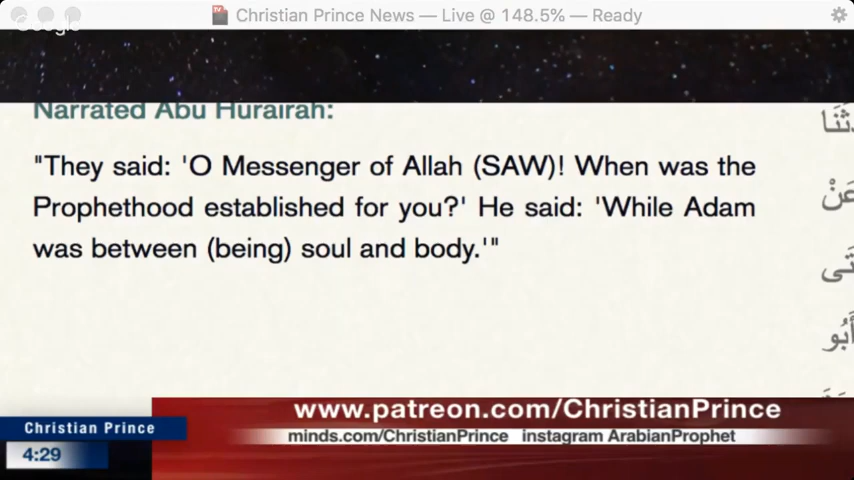 Christian Prince News — Live @ 148.5% — Ready
Google
Narrated Abu Hurairah:
"They said: 'O Messenger of Allah (SAW)! When was the
Prophethood established for you?' He said: 'While Adam
was between (being) soul and body.'"
عَنْ
www.patreon.com/ChristianPrince
minds.com/ChristianPrince instagram ArabianProphet
Christian Prince
4:29